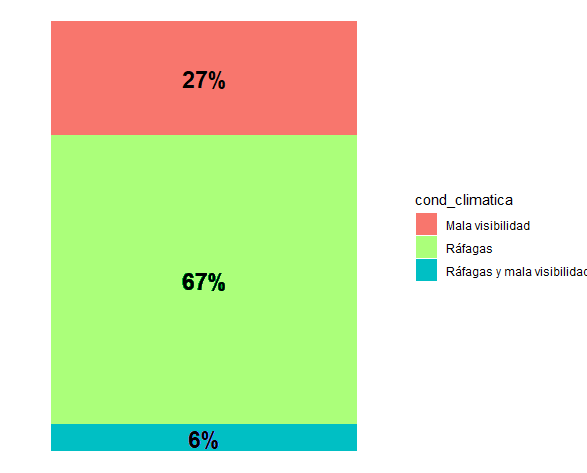 27%
67%
6%
cond_climatica
Mala visibilidad
Ráfagas
Ráfagas y mala visibilidad